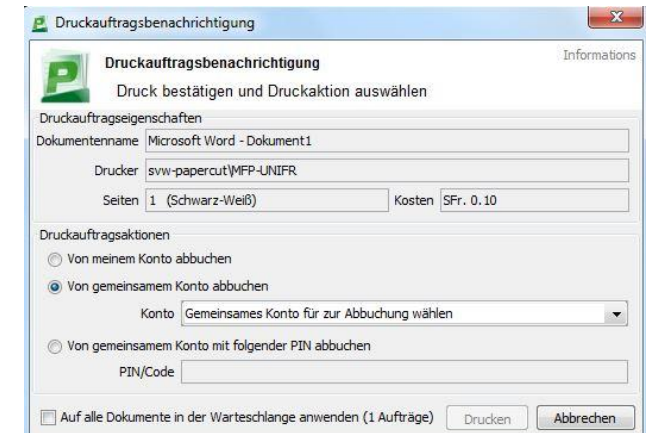 Druckauftragsbenachrichtigung
Druckauftragsbenachrichtigung
Informations
Druck bestätigen und Druckaktion auswählen
Druckauftragseigenschaften
Dokumentenname Microsoft Word - Dokument1
Drucker svw-papercut\MFP-UNIFR
Seiten 1 (Schwarz-Weiß) Kosten SFr. 0.10
Druckauftragsaktionen
Von meinem Konto abbuchen
Von gemeinsamem Konto abbuchen
Konto Gemeinsames Konto für zur Abbuchung wählen
Von gemeinsamem Konto mit folgender PIN abbuchen
PIN/Code
Auf alle Dokumente in der Warteschlange anwenden (1 Aufträge) Drucken Abbrechen